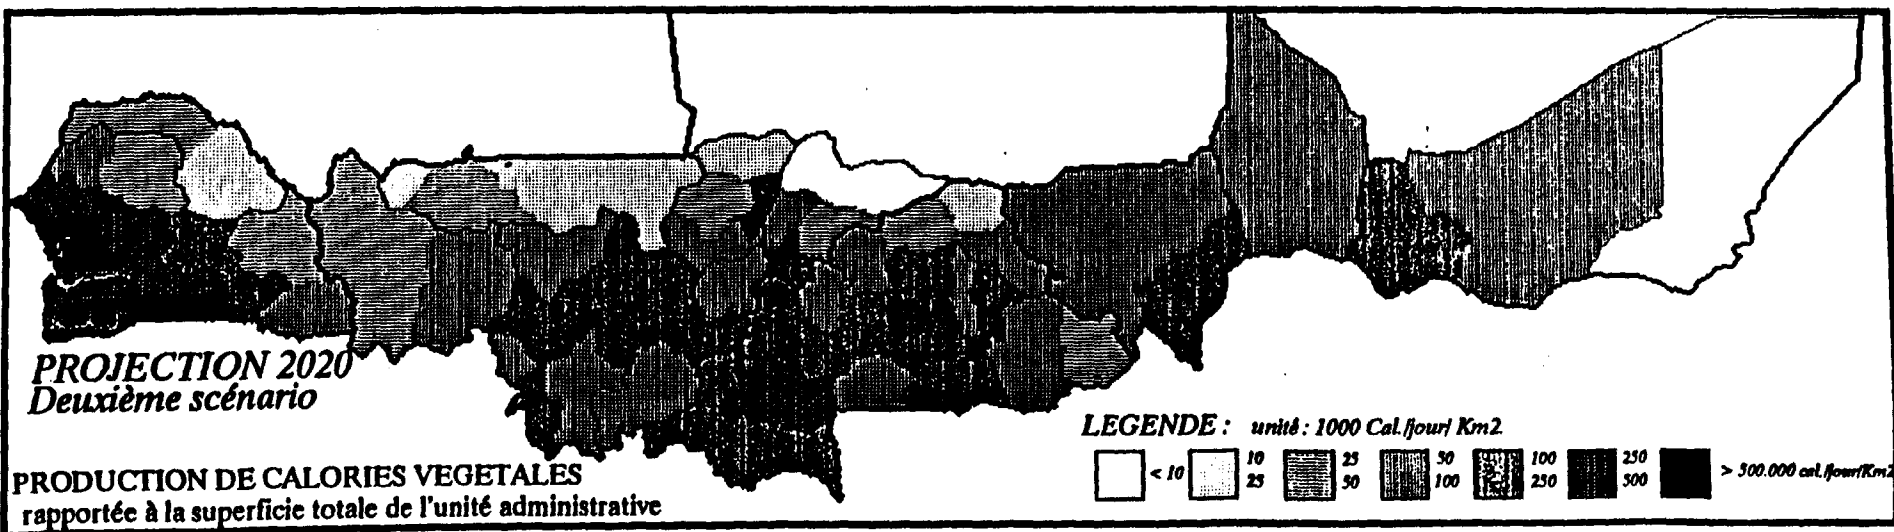 PROJECTION 2020
Deuxième scénario
LEGENDE : unité : 1000 Cal./jour/ Km2
< 10
10
25
25
50
50
100
100
250
250
500
> 500.000 cal./jour/Km2
PRODUCTION DE CALORIES VEGETALES
rapportée à la superficie totale de l'unité administrative